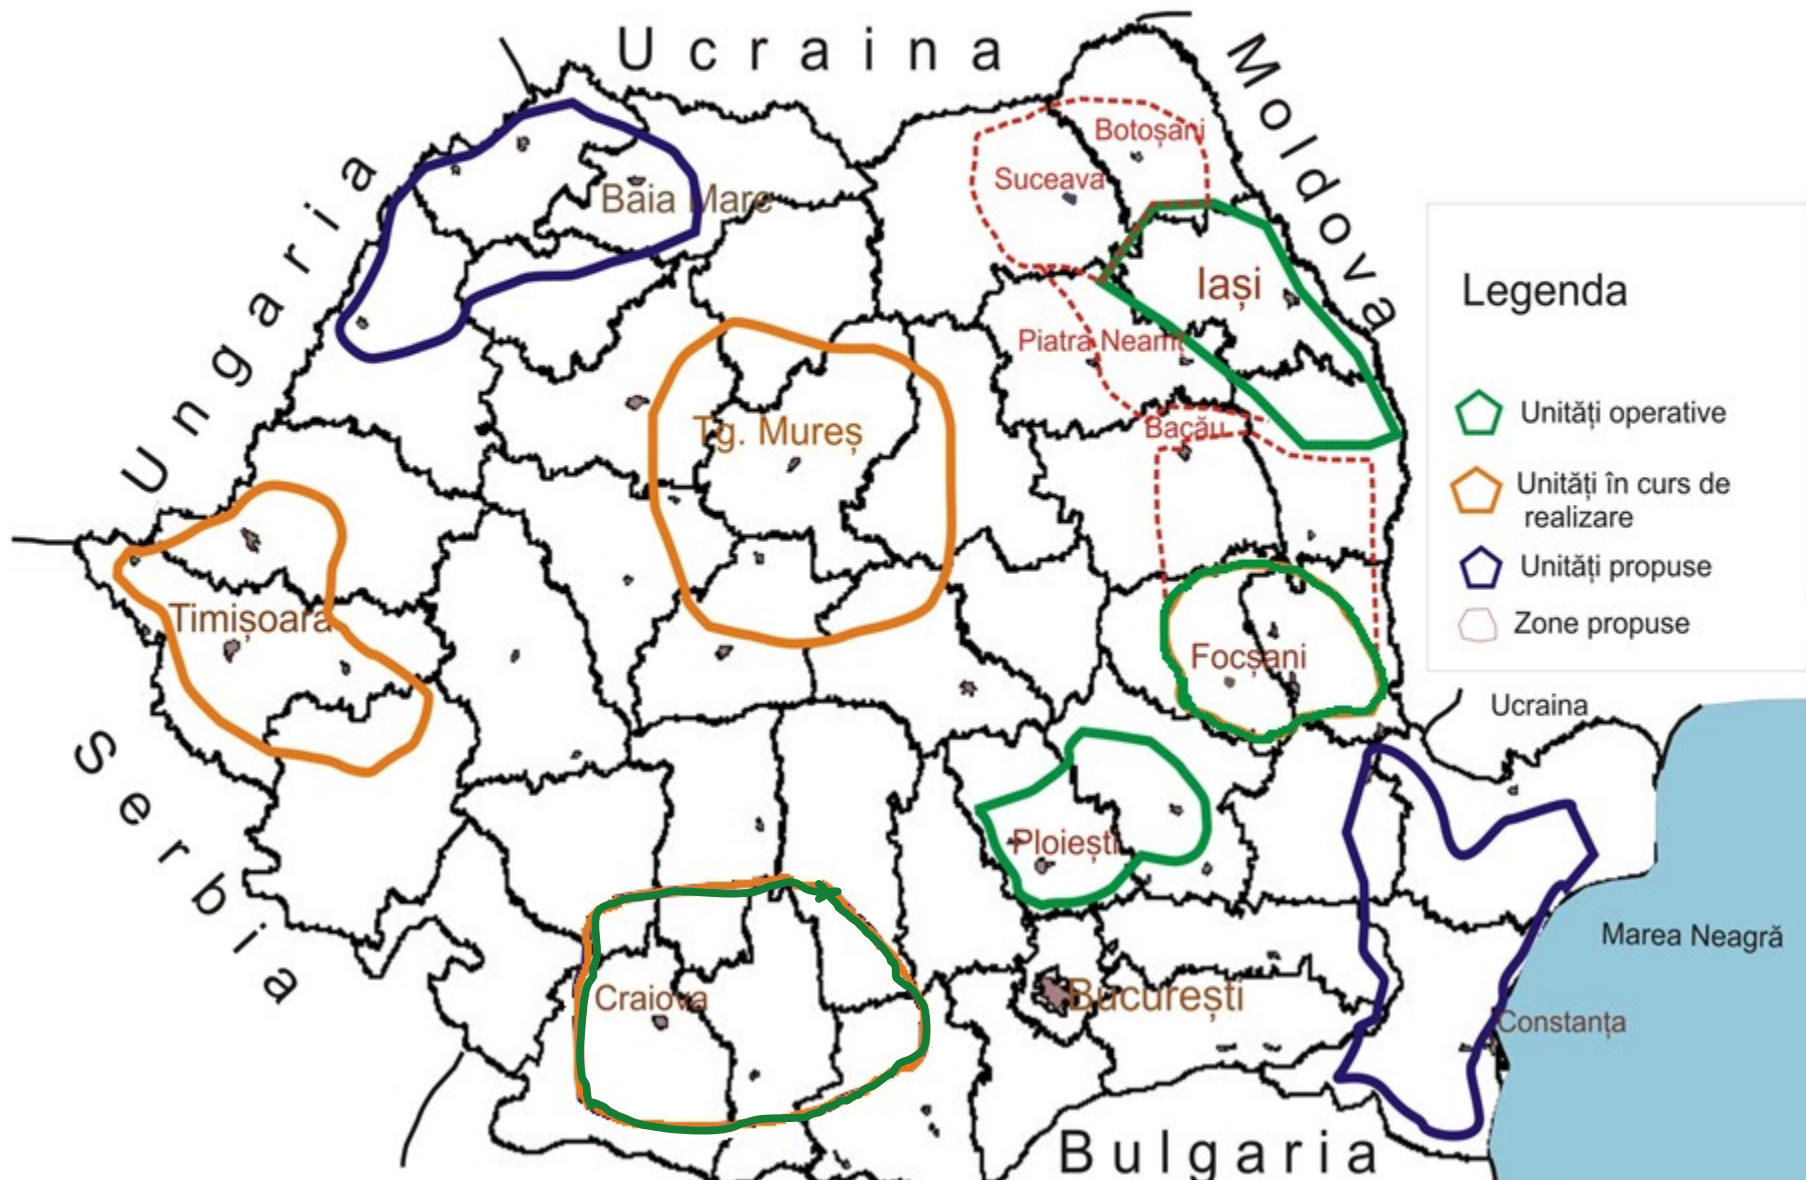 Ucraina
Moldova
Ungaria
Serbia
Bulgaria
Botoșani
Suceava
Baia Mare
Iași
Piatra Neamț
Tg. Mureș
Bacău
Timișoara
Focșani
Ploiești
Craiova
București
Constanța
Ucraina
Marea Neagră
Legenda
Unități operative
Unități în curs de
realizare
Unități propuse
Zone propuse